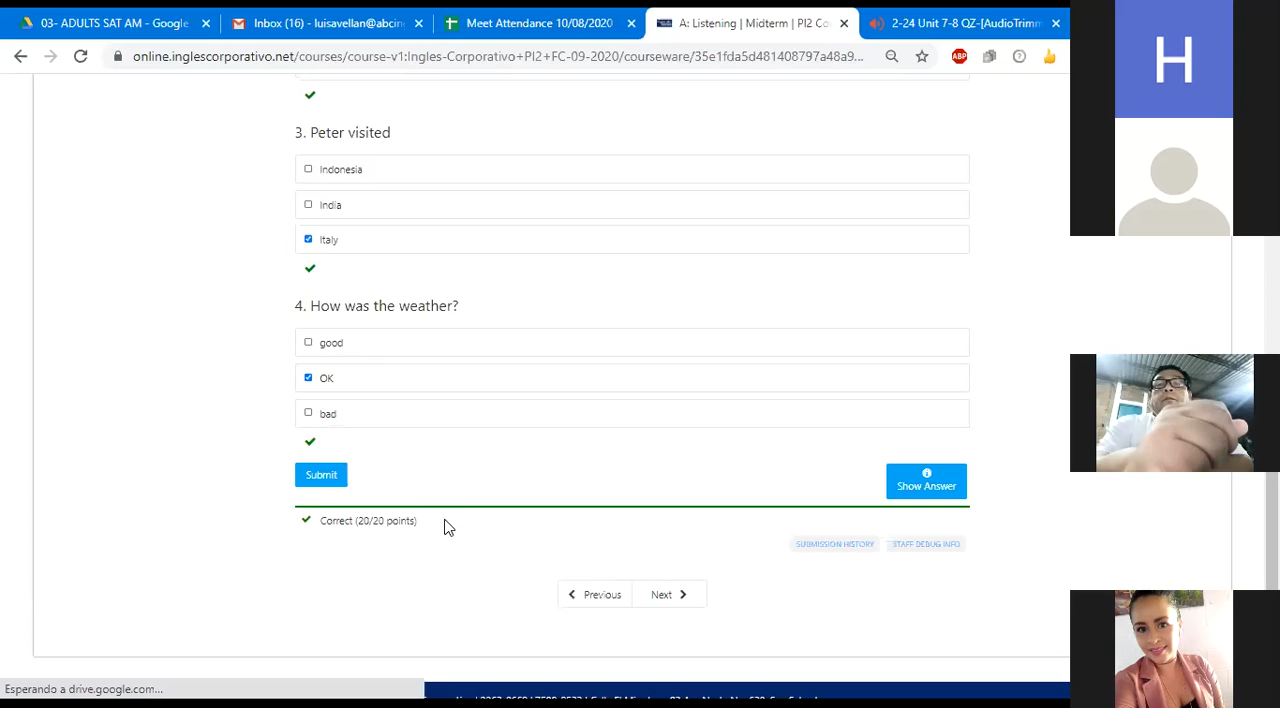 03- ADULTS SAT AM - Google
Inbox (16) - luisavellan@abcin
Meet Attendance 10/08/2020
A: Listening | Midterm | PI2 Co
2-24 Unit 7-8 QZ-[AudioTrimm
online.inglescorporativo.net/courses/course-v1:Ingles-Corporativo+PI2+FC-09-2020/courseware/35e1fda5d481408797a48a9...
ABP
H
3. Peter visited
Indonesia
India
Italy
4. How was the weather?
good
OK
bad
Submit
Show Answer
Correct (20/20 points)
SUBMISSION HISTORY
STAFF DEBUG INFO
Previous
Next
Esperando a drive.google.com...